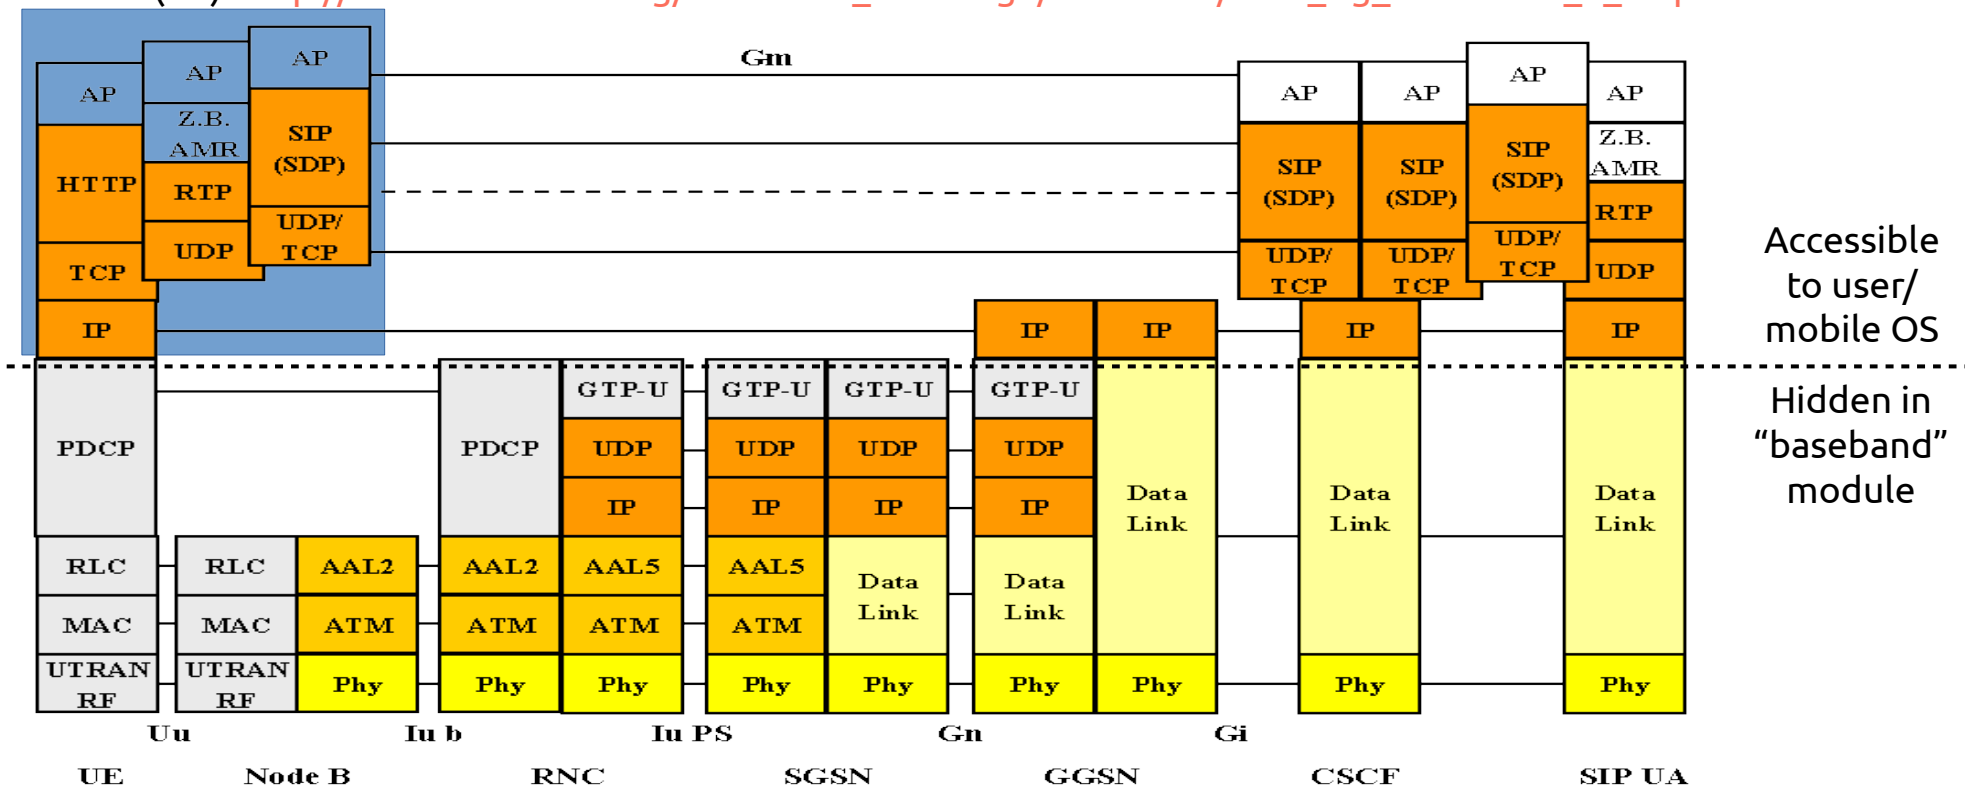 Gm
AP
AP
AP
HTTP
Z.B.
AMR
SIP
(SDP)
RTP
UDP/
TCP
UDP
TCP
IP
AP
AP
AP
AP
SIP
(SDP)
SIP
(SDP)
SIP
(SDP)
Z.B.
AMR
RTP
UDP/
TCP
UDP/
TCP
UDP/
TCP
UDP
IP
IP
IP
IP
Accessible
to user/
mobile OS
Hidden in
“baseband”
module
PDCP
PDCP
GTP-U
GTP-U
GTP-U
GTP-U
UDP
UDP
UDP
UDP
IP
IP
IP
IP
Data
Link
Data
Link
Data
Link
RLC
RLC
AAL2
AAL2
AAL5
AAL5
Data
Link
Data
Link
MAC
MAC
ATM
ATM
ATM
ATM
UTRAN
RF
UTRAN
RF
Phy
Phy
Phy
Phy
Phy
Phy
Phy
Phy
Phy
Uu
Iu b
Iu PS
Gn
Gi
UE
Node B
RNC
SGSN
GGSN
CSCF
SIP UA